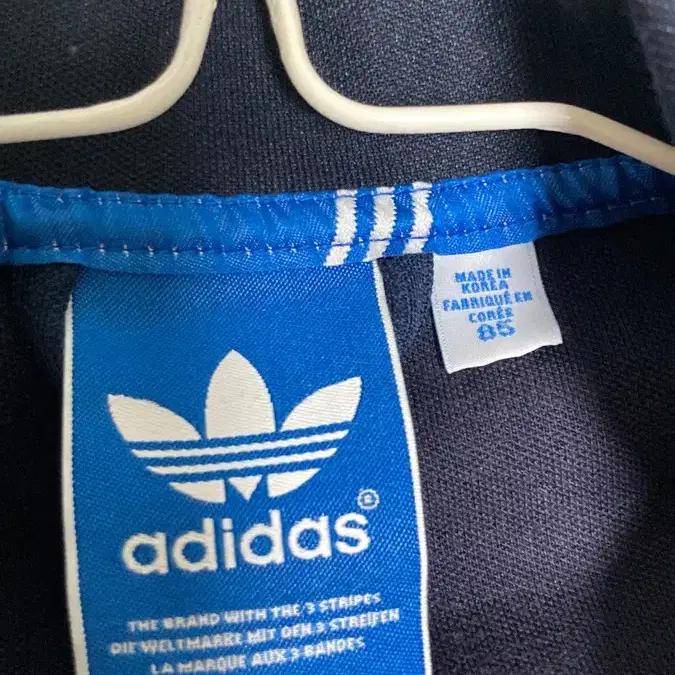 MADE IN
KOREA
FABRIQUÉ EN
CORÉE
85
adidas®
THE BRAND WITH THE 3 STRIPES
DIE WELTMARKE MIT DEN 3 STREIFEN
LA MARQUE AUX 3 BANDES